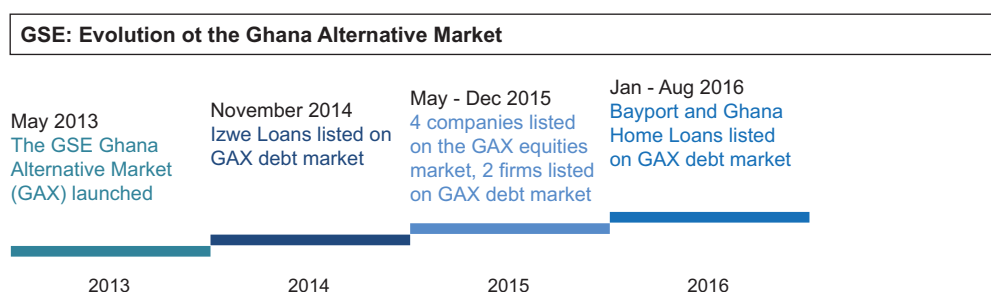 GSE: Evolution ot the Ghana Alternative Market
May 2013
The GSE Ghana
Alternative Market
(GAX) launched
November 2014
Izwe Loans listed on
GAX debt market
May - Dec 2015
4 companies listed
on the GAX equities
market, 2 firms listed
on GAX debt market
Jan - Aug 2016
Bayport and Ghana
Home Loans listed
on GAX debt market
2013
2014
2015
2016